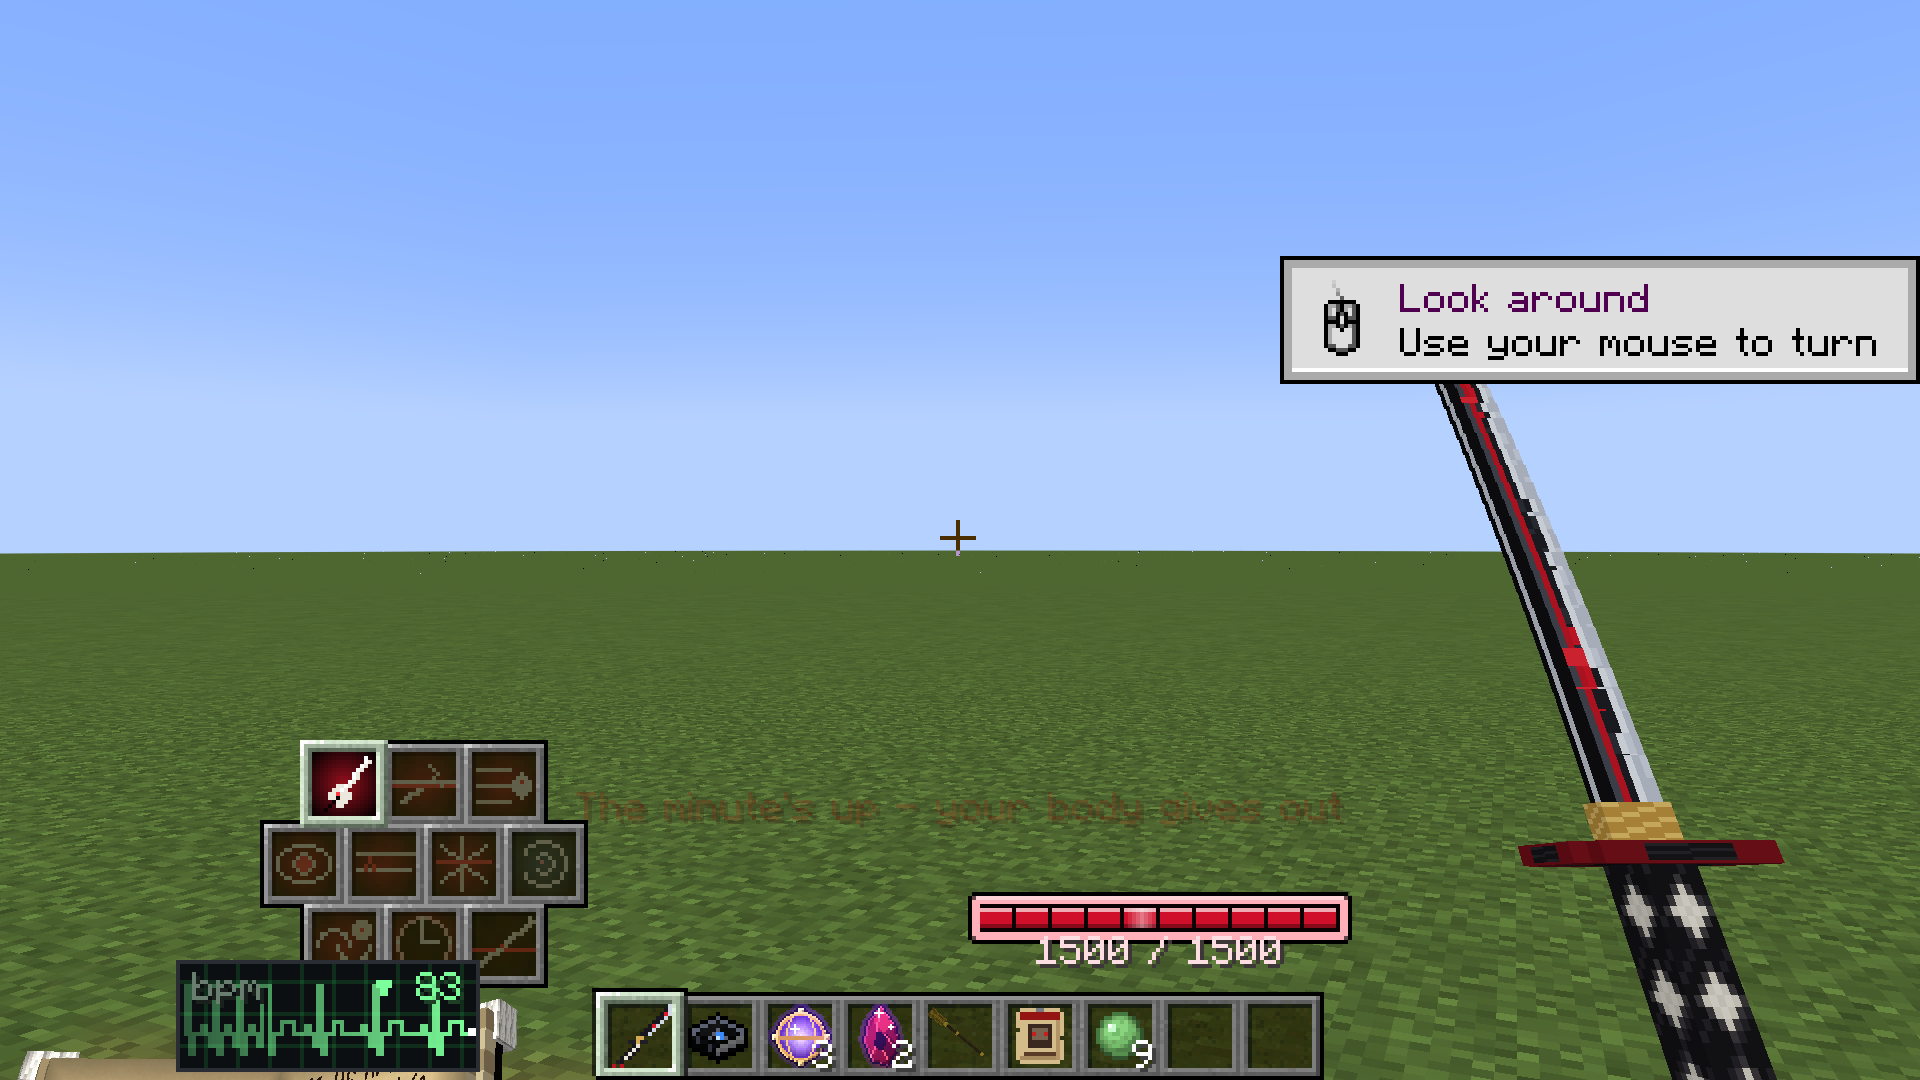 Look around
Use your mouse to turn
The minute's up – your body gives out
1500 / 1500
bpm 83
3
2
9